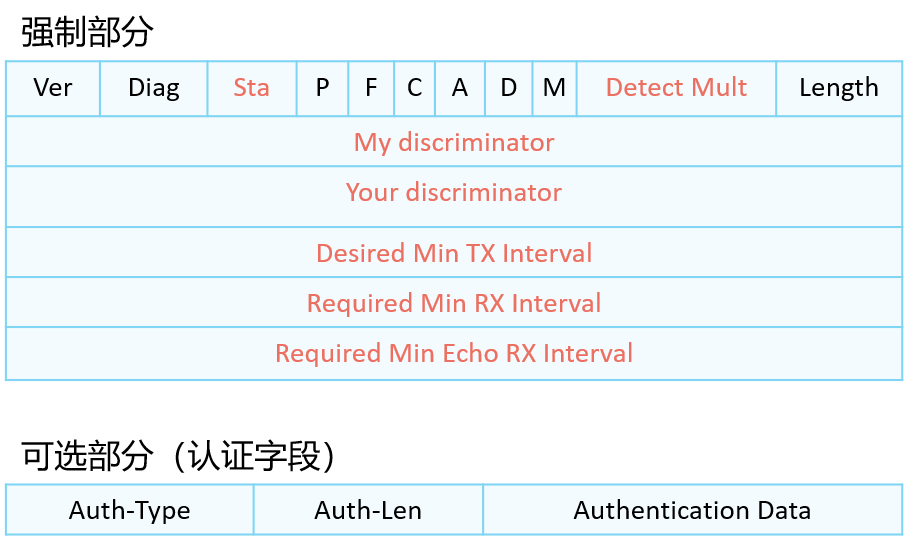 强制部分
Ver Diag Sta P F C A D M Detect Mult Length
My discriminator
Your discriminator
Desired Min TX Interval
Required Min RX Interval
Required Min Echo RX Interval
可选部分（认证字段）
Auth-Type Auth-Len Authentication Data